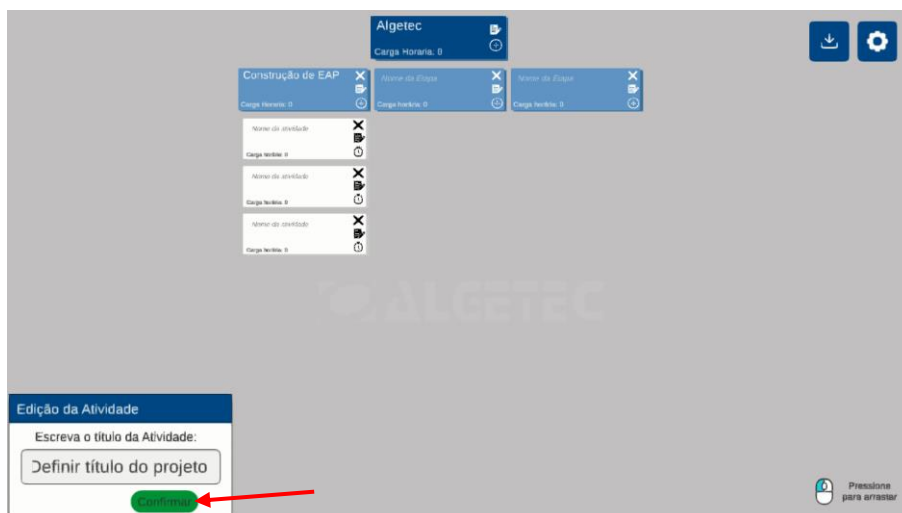 Algetec
Carga Horaria: 0
Construção de EAP
Carga Horaria: 0
Nome da Etapa
Carga horária: 0
Nome da Etapa
Carga horária: 0
Nome da atividade
Carga horária: 0
Nome da atividade
Carga horária: 0
Nome da atividade
Carga horária: 0
ALGETEC
Edição da Atividade
Escreva o título da Atividade:
Definir título do projeto
Confirmar
Pressione
para arrastar